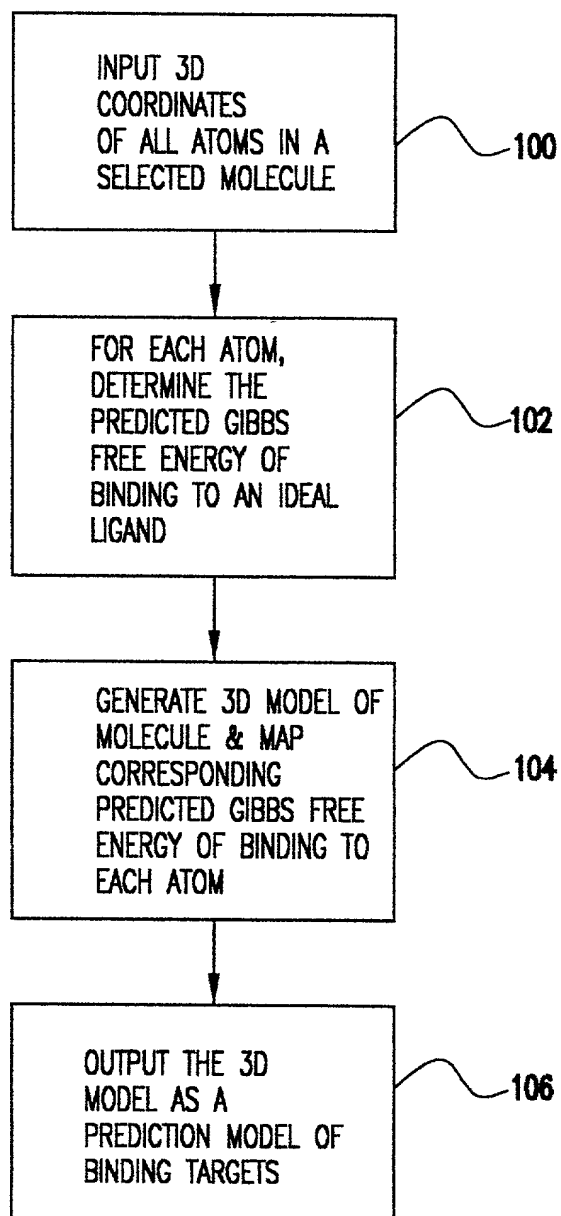 INPUT 3D
COORDINATES
OF ALL ATOMS IN A
SELECTED MOLECULE
100
FOR EACH ATOM,
DETERMINE THE
PREDICTED GIBBS
FREE ENERGY OF
BINDING TO AN IDEAL
LIGAND
102
GENERATE 3D MODEL OF
MOLECULE & MAP
CORRESPONDING
PREDICTED GIBBS FREE
ENERGY OF BINDING TO
EACH ATOM
104
OUTPUT THE 3D
MODEL AS A
PREDICTION MODEL OF
BINDING TARGETS
106